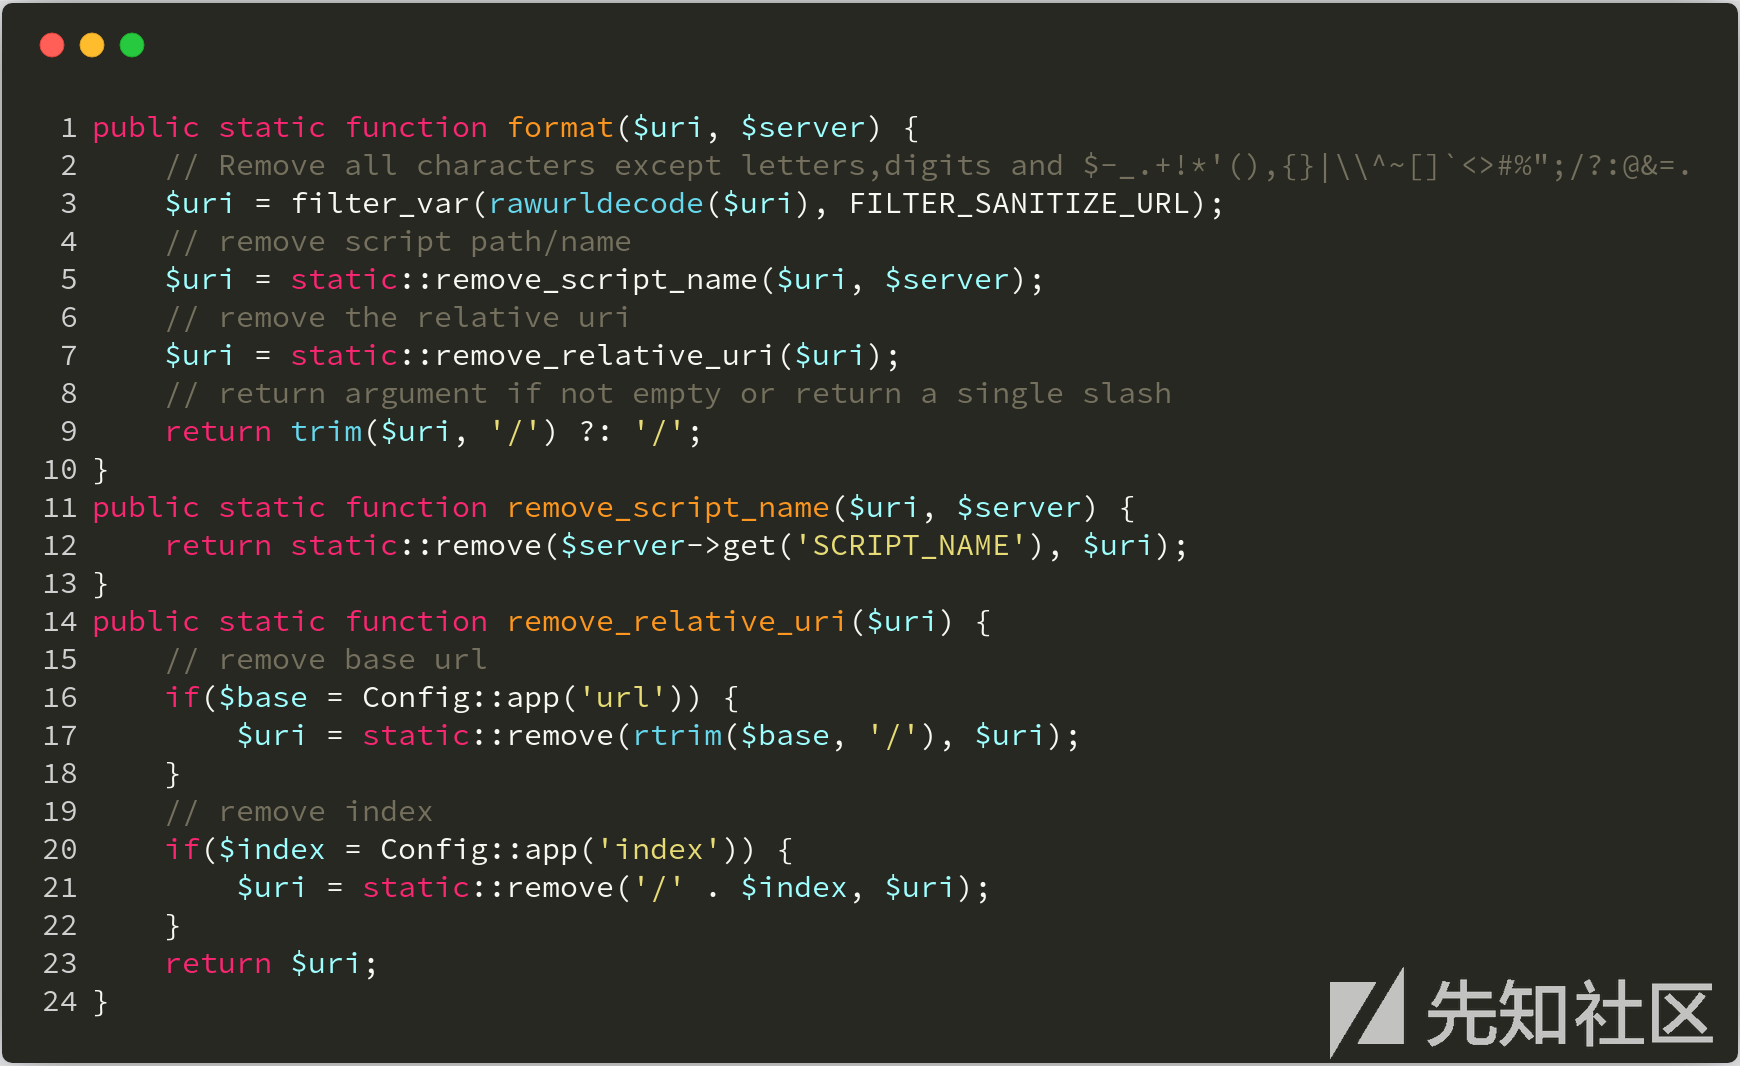 1 public static function format($uri, $server) {
2     // Remove all characters except letters,digits and $-_.+!*'(),{}|\\^~[]`<>#%";/?:@&=.
3     $uri = filter_var(rawurldecode($uri), FILTER_SANITIZE_URL);
4     // remove script path/name
5     $uri = static::remove_script_name($uri, $server);
6     // remove the relative uri
7     $uri = static::remove_relative_uri($uri);
8     // return argument if not empty or return a single slash
9     return trim($uri, '/') ?: '/';
10 }
11 public static function remove_script_name($uri, $server) {
12     return static::remove($server->get('SCRIPT_NAME'), $uri);
13 }
14 public static function remove_relative_uri($uri) {
15     // remove base url
16     if($base = Config::app('url')) {
17         $uri = static::remove(rtrim($base, '/'), $uri);
18     }
19     // remove index
20     if($index = Config::app('index')) {
21         $uri = static::remove('/' . $index, $uri);
22     }
23     return $uri;
24 }
先知社区